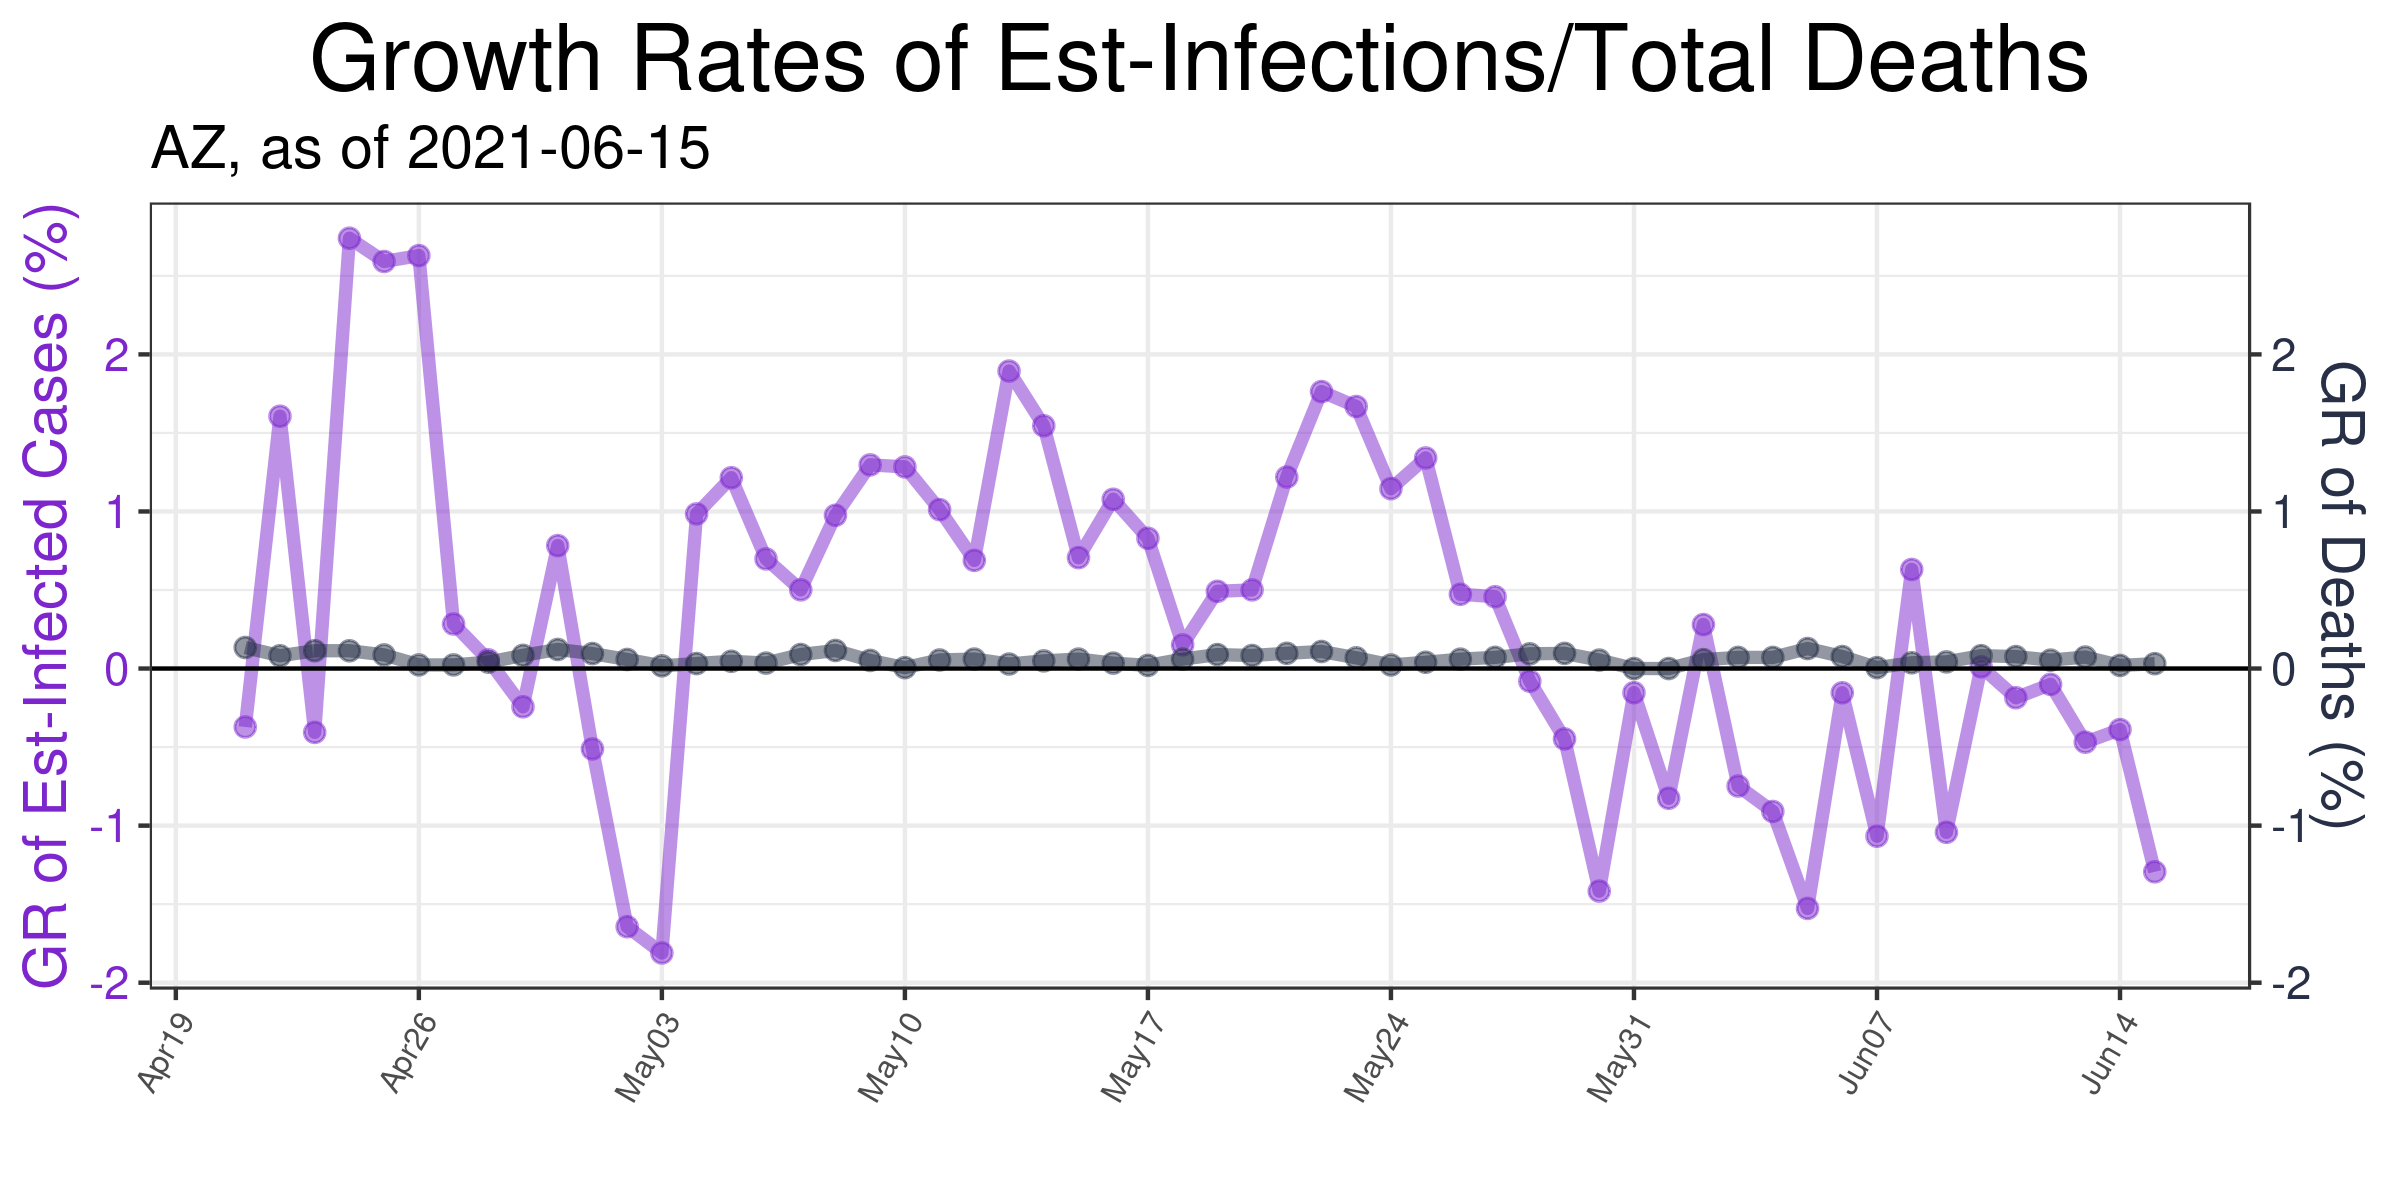 Growth Rates of Est-Infections/Total Deaths
AZ, as of 2021-06-15
GR of Est-Infected Cases (%)
2
1
0
-1
-2
2
1
0
-1
-2
GR of Deaths (%)
Apr19
Apr26
May03
May10
May17
May24
May31
Jun07
Jun14